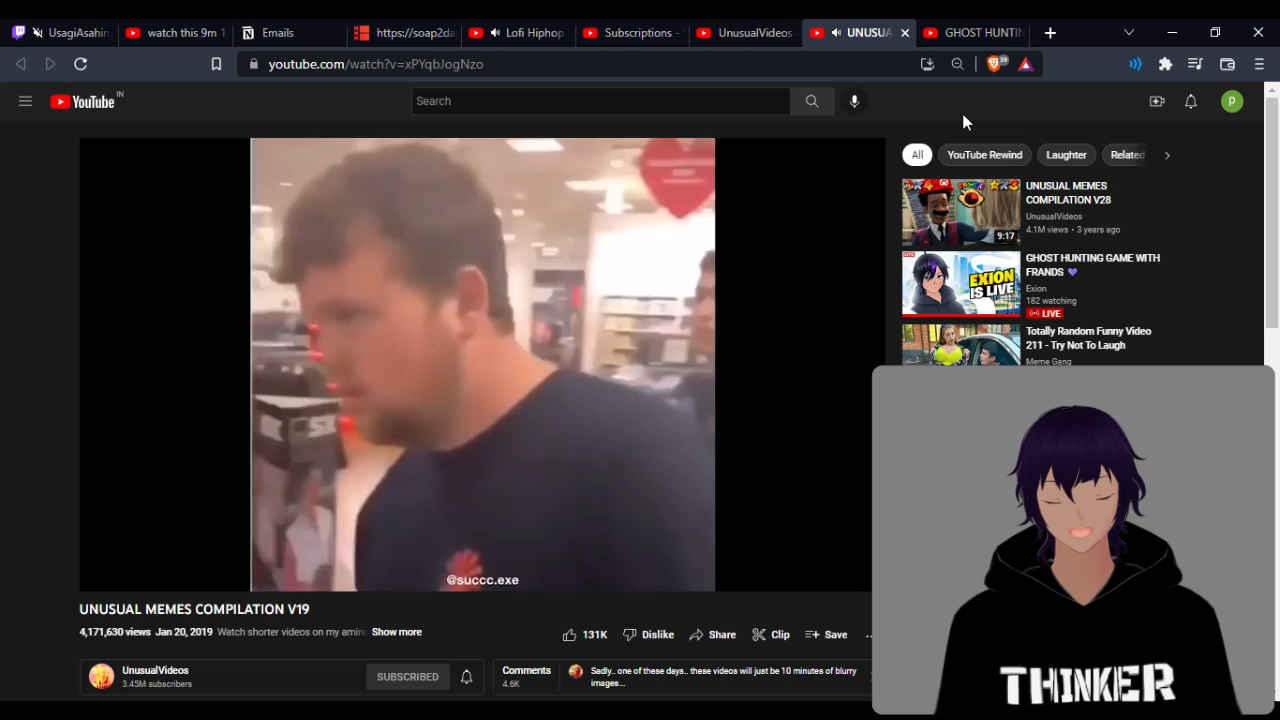 UsagiAsahin
watch this 9m 1
Emails
https://soap2da
Lofi Hiphop
Subscriptions -
UnusualVideos
UNUSUA
GHOST HUNTIN
youtube.com/watch?v=xPYqbJogNzo
YouTube IN
Search
P
All
YouTube Rewind
Laughter
Related
UNUSUAL MEMES
COMPILATION V28
UnusualVideos
4.1M views • 3 years ago
9:17
GHOST HUNTING GAME WITH
FRANDS 💜
Exion
182 watching
LIVE
EXION
IS LIVE
LIVE
Totally Random Funny Video
211 - Try Not To Laugh
Meme Gang
@succc.exe
UNUSUAL MEMES COMPILATION V19
4,171,630 views Jan 20, 2019 Watch shorter videos on my amin Show more
131K Dislike Share Clip Save ...
UnusualVideos
3.45M subscribers
SUBSCRIBED
Comments
4.6K
Sadly.. one of these days.. these videos will just be 10 minutes of blurry
images...
THINKER